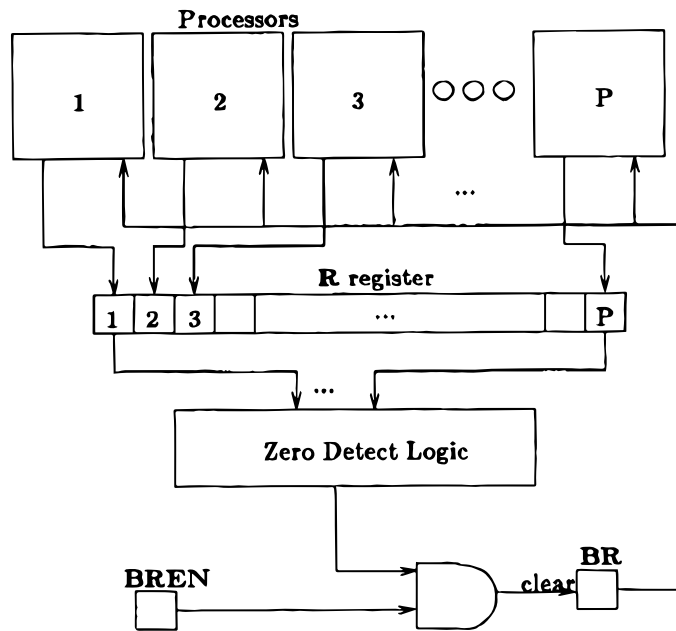 Processors
1 2 3 P
...
R register
1 2 3 ... P
...
Zero Detect Logic
BREN
clear
BR